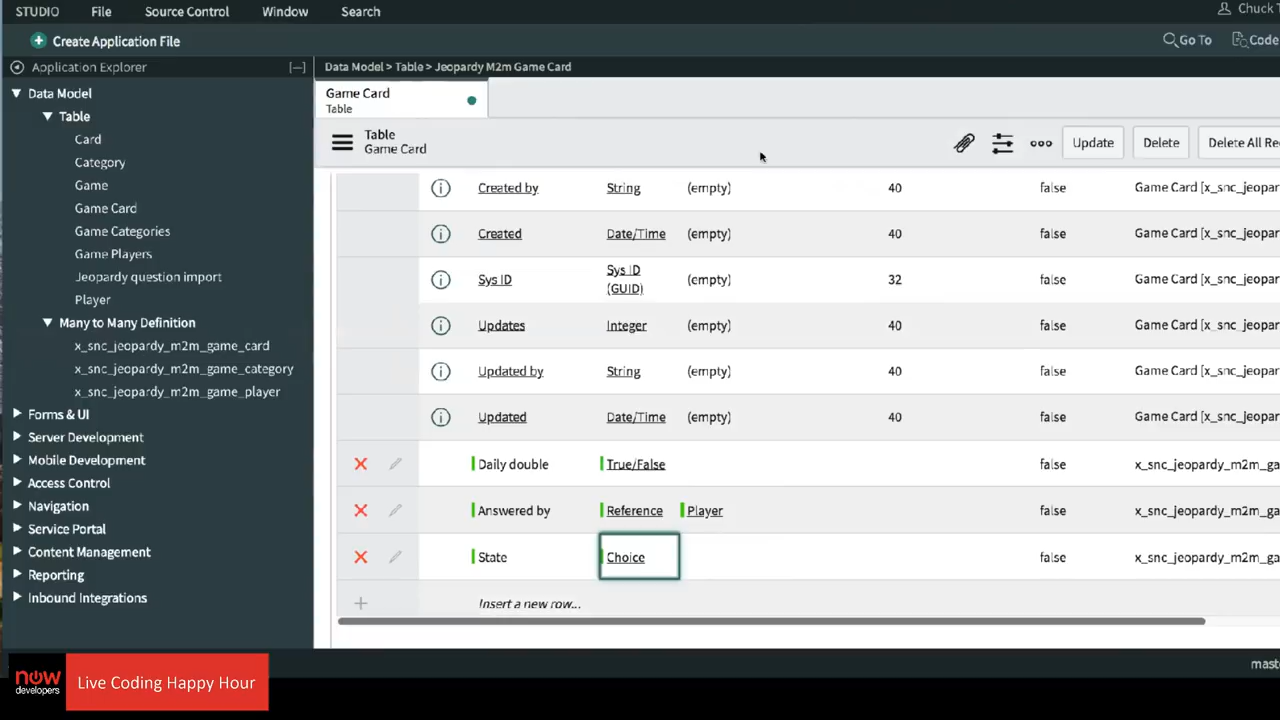 STUDIO File Source Control Window Search Chuck
Create Application File Go To Code
Application Explorer
Data Model > Table > Jeopardy M2m Game Card
Data Model
Table
Card
Category
Game
Game Card
Game Categories
Game Players
Jeopardy question import
Player
Many to Many Definition
x_snc_jeopardy_m2m_game_card
x_snc_jeopardy_m2m_game_category
x_snc_jeopardy_m2m_game_player
Forms & UI
Server Development
Mobile Development
Access Control
Navigation
Service Portal
Content Management
Reporting
Inbound Integrations
Game Card
Table
Table
Game Card
Update Delete Delete All Re
Created by String (empty) 40 false Game Card [x_snc_jeopar
Created Date/Time (empty) 40 false Game Card [x_snc_jeopar
Sys ID Sys ID (GUID) (empty) 32 false Game Card [x_snc_jeopar
Updates Integer (empty) 40 false Game Card [x_snc_jeopar
Updated by String (empty) 40 false Game Card [x_snc_jeopar
Updated Date/Time (empty) 40 false Game Card [x_snc_jeopar
Daily double True/False false x_snc_jeopardy_m2m_ga
Answered by Reference Player false x_snc_jeopardy_m2m_ga
State Choice false x_snc_jeopardy_m2m_ga
Insert a new row...
now
developers
Live Coding Happy Hour
mast